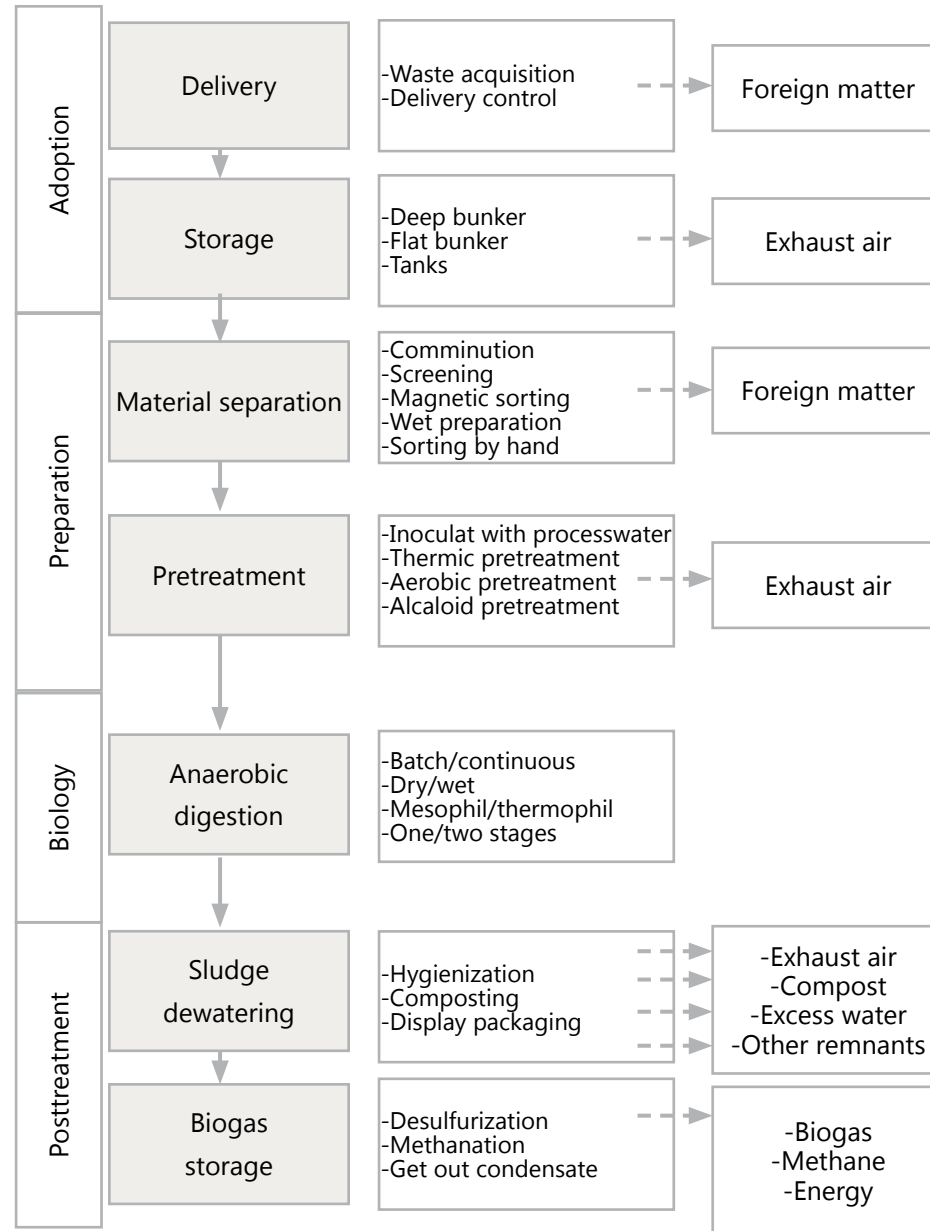 Adoption
Delivery
-Waste acquisition
-Delivery control
Foreign matter
Storage
-Deep bunker
-Flat bunker
-Tanks
Exhaust air
Preparation
Material separation
-Comminution
-Screening
-Magnetic sorting
-Wet preparation
-Sorting by hand
Foreign matter
Pretreatment
-Inoculat with processwater
-Thermic pretreatment
-Aerobic pretreatment
-Alcaloid pretreatment
Exhaust air
Biology
Anaerobic
digestion
-Batch/continuous
-Dry/wet
-Mesophil/thermophil
-One/two stages
Posttreatment
Sludge
dewatering
-Hygienization
-Composting
-Display packaging
-Exhaust air
-Compost
-Excess water
-Other remnants
Biogas
storage
-Desulfurization
-Methanation
-Get out condensate
-Biogas
-Methane
-Energy